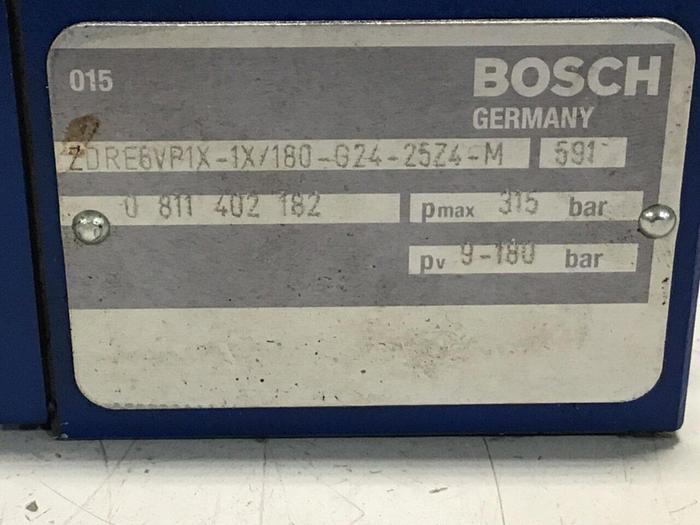 015 BOSCH
GERMANY
ZDRE6VP1X-1X/180-G24-25Z4-M 591
0 811 402 182 pmax 315 bar
pv 9-180 bar